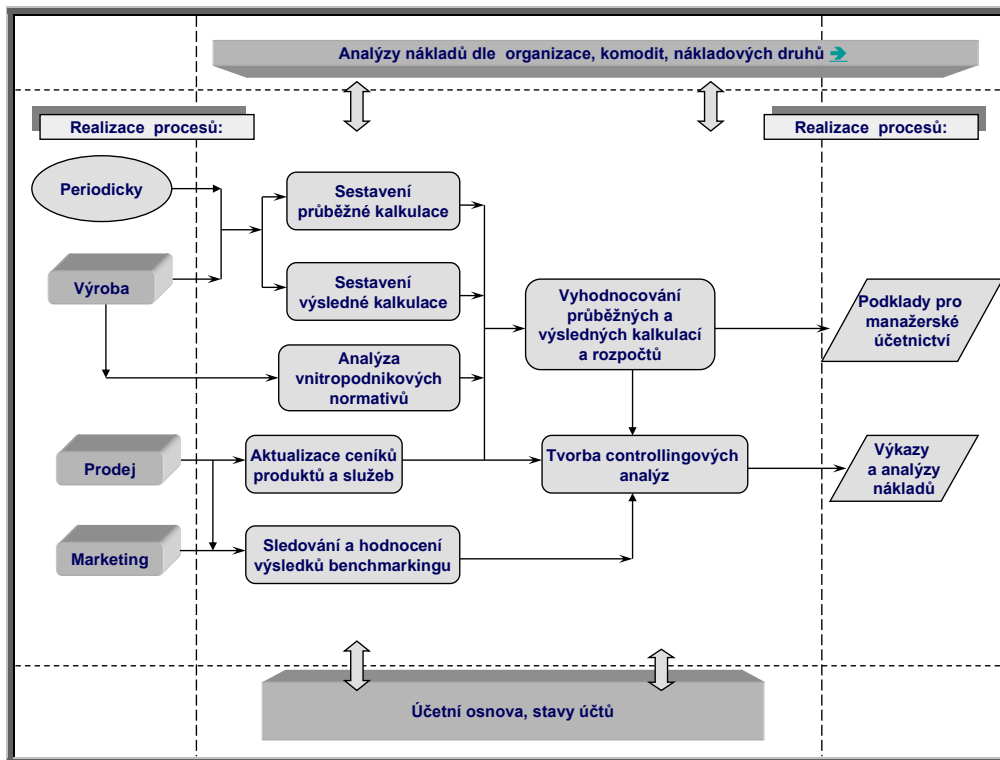 Analýzy nákladů dle organizace, komodit, nákladových druhů ➔
Realizace procesů:
Realizace procesů:
Periodicky
Sestavení
průběžné kalkulace
Výroba
Sestavení
výsledné kalkulace
Vyhodnocování
průběžných a
výsledných kalkulací
a rozpočtů
Podklady pro
manažerské
účetnictví
Analýza
vnitropodnikových
normativů
Prodej
Aktualizace ceníků
produktů a služeb
Tvorba controllingových
analýz
Výkazy
a analýzy
nákladů
Marketing
Sledování a hodnocení
výsledků benchmarkingu
Účetní osnova, stavy účtů